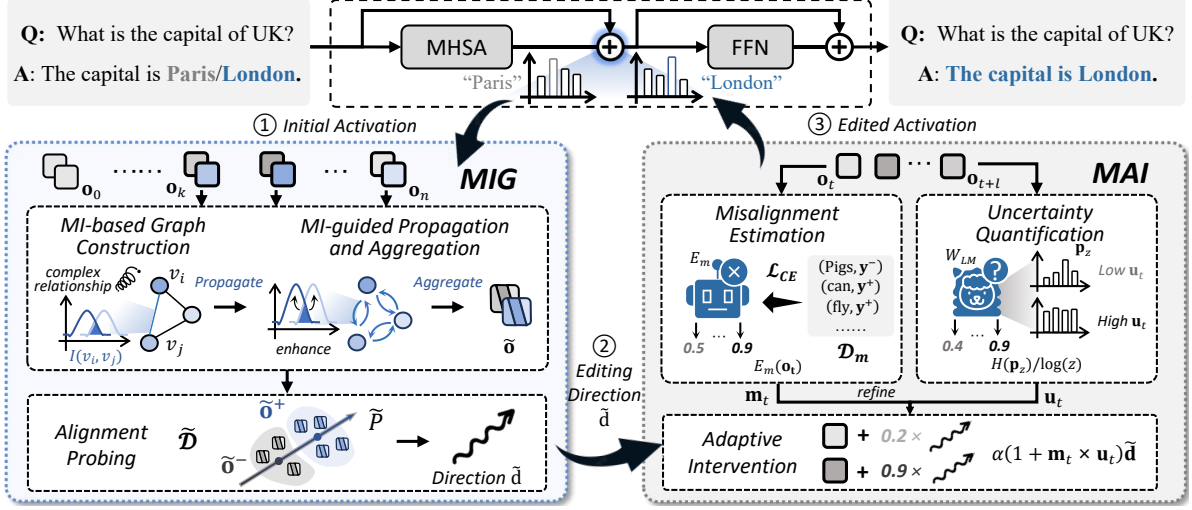 Q: What is the capital of UK?
A: The capital is Paris/London.
MHSA
FFN
"Paris"
"London"
Q: What is the capital of UK?
A: The capital is London.
① Initial Activation
③ Edited Activation
o₀
…… 
oₖ
…
oₙ
MIG
MI-based Graph
Construction
MI-guided Propagation
and Aggregation
complex
relationship
vᵢ
vⱼ
I(vᵢ, vⱼ)
Propagate
enhance
Aggregate
õ
Alignment
Probing
𝒟̃
õ⁺
õ⁻
P̃
Direction d̃
②
Editing
Direction
d̃
oₜ
…
oₜ₊ₗ
MAI
Misalignment
Estimation
Eₘ
ℒ_CE
(Pigs, y⁻)
(can, y⁺)
(fly, y⁺)
……
𝒟ₘ
0.5
...
0.9
Eₘ(oₜ)
Uncertainty
Quantification
W_LM
?
p_z
Low uₜ
High uₜ
0.4
...
0.9
H(p_z)/log(z)
mₜ
refine
uₜ
Adaptive
Intervention
+ 0.2 ×
+ 0.9 ×
α(1 + mₜ × uₜ)d̃